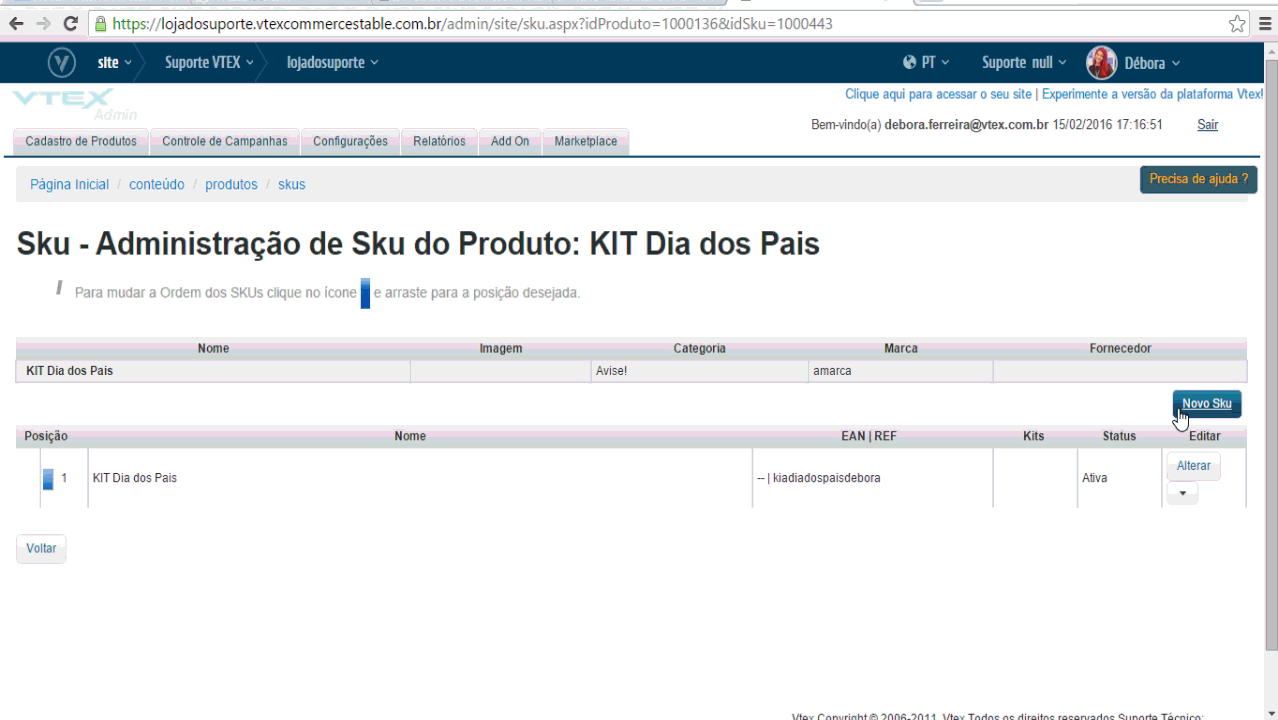 https://lojadosuporte.vtexcommercestable.com.br/admin/site/sku.aspx?idProduto=1000136&idSku=1000443
site Suporte VTEX lojadosuporte PT Suporte null Débora
VTEX Admin
Clique aqui para acessar o seu site | Experimente a versão da plataforma Vtex!
Bem-vindo(a) debora.ferreira@vtex.com.br 15/02/2016 17:16:51 Sair
Cadastro de Produtos Controle de Campanhas Configurações Relatórios Add On Marketplace
Página Inicial / conteúdo / produtos / skus
Precisa de ajuda ?
Sku - Administração de Sku do Produto: KIT Dia dos Pais
Para mudar a Ordem dos SKUs clique no ícone e arraste para a posição desejada.
Nome Imagem Categoria Marca Fornecedor
KIT Dia dos Pais Avise! amarca
Novo Sku
Posição Nome EAN | REF Kits Status Editar
1 KIT Dia dos Pais -- | kiadiadospaisdebora Ativa Alterar
Voltar
Vtex Copyright © 2006-2011. Vtex Todos os direitos reservados Suporte Técnico: